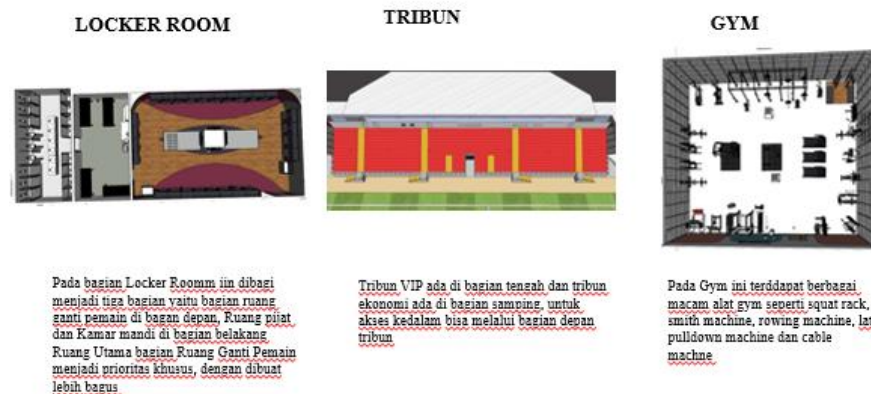 LOCKER ROOM
TRIBUN
GYM
Pada bagian Locker Roomm iin dibagi
menjadi tiga bagian yaitu bagian ruang
ganti pemain di bagan depan, Ruang pijat
dan Kamar mandi di bagian belakang
Ruang Utama bagian Ruang Ganti Pemain
menjadi prioritas khusus, dengan dibuat
lebih bagus
Tribun VIP ada di bagian tengah dan tribun
ekonomi ada di bagian samping, untuk
akses kedalam bisa melalui bagian depan
tribun
Pada Gym ini terddapat berbagai
macam alat gym seperti squat rack,
smith machine, rowing machine, lat
pulldown machine dan cable
machne